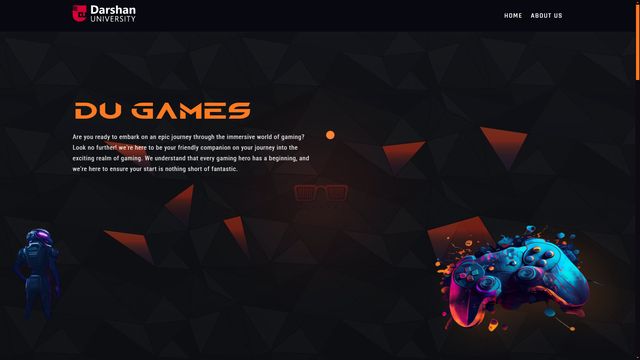 Darshan
UNIVERSITY
HOME ABOUT US
DU GAMES
Are you ready to embark on an epic journey through the immersive world of gaming?
Look no further! we're here to be your friendly companion on your journey into the
exciting realm of gaming. We understand that every gaming hero has a beginning, and
we're here to ensure your start is nothing short of fantastic.